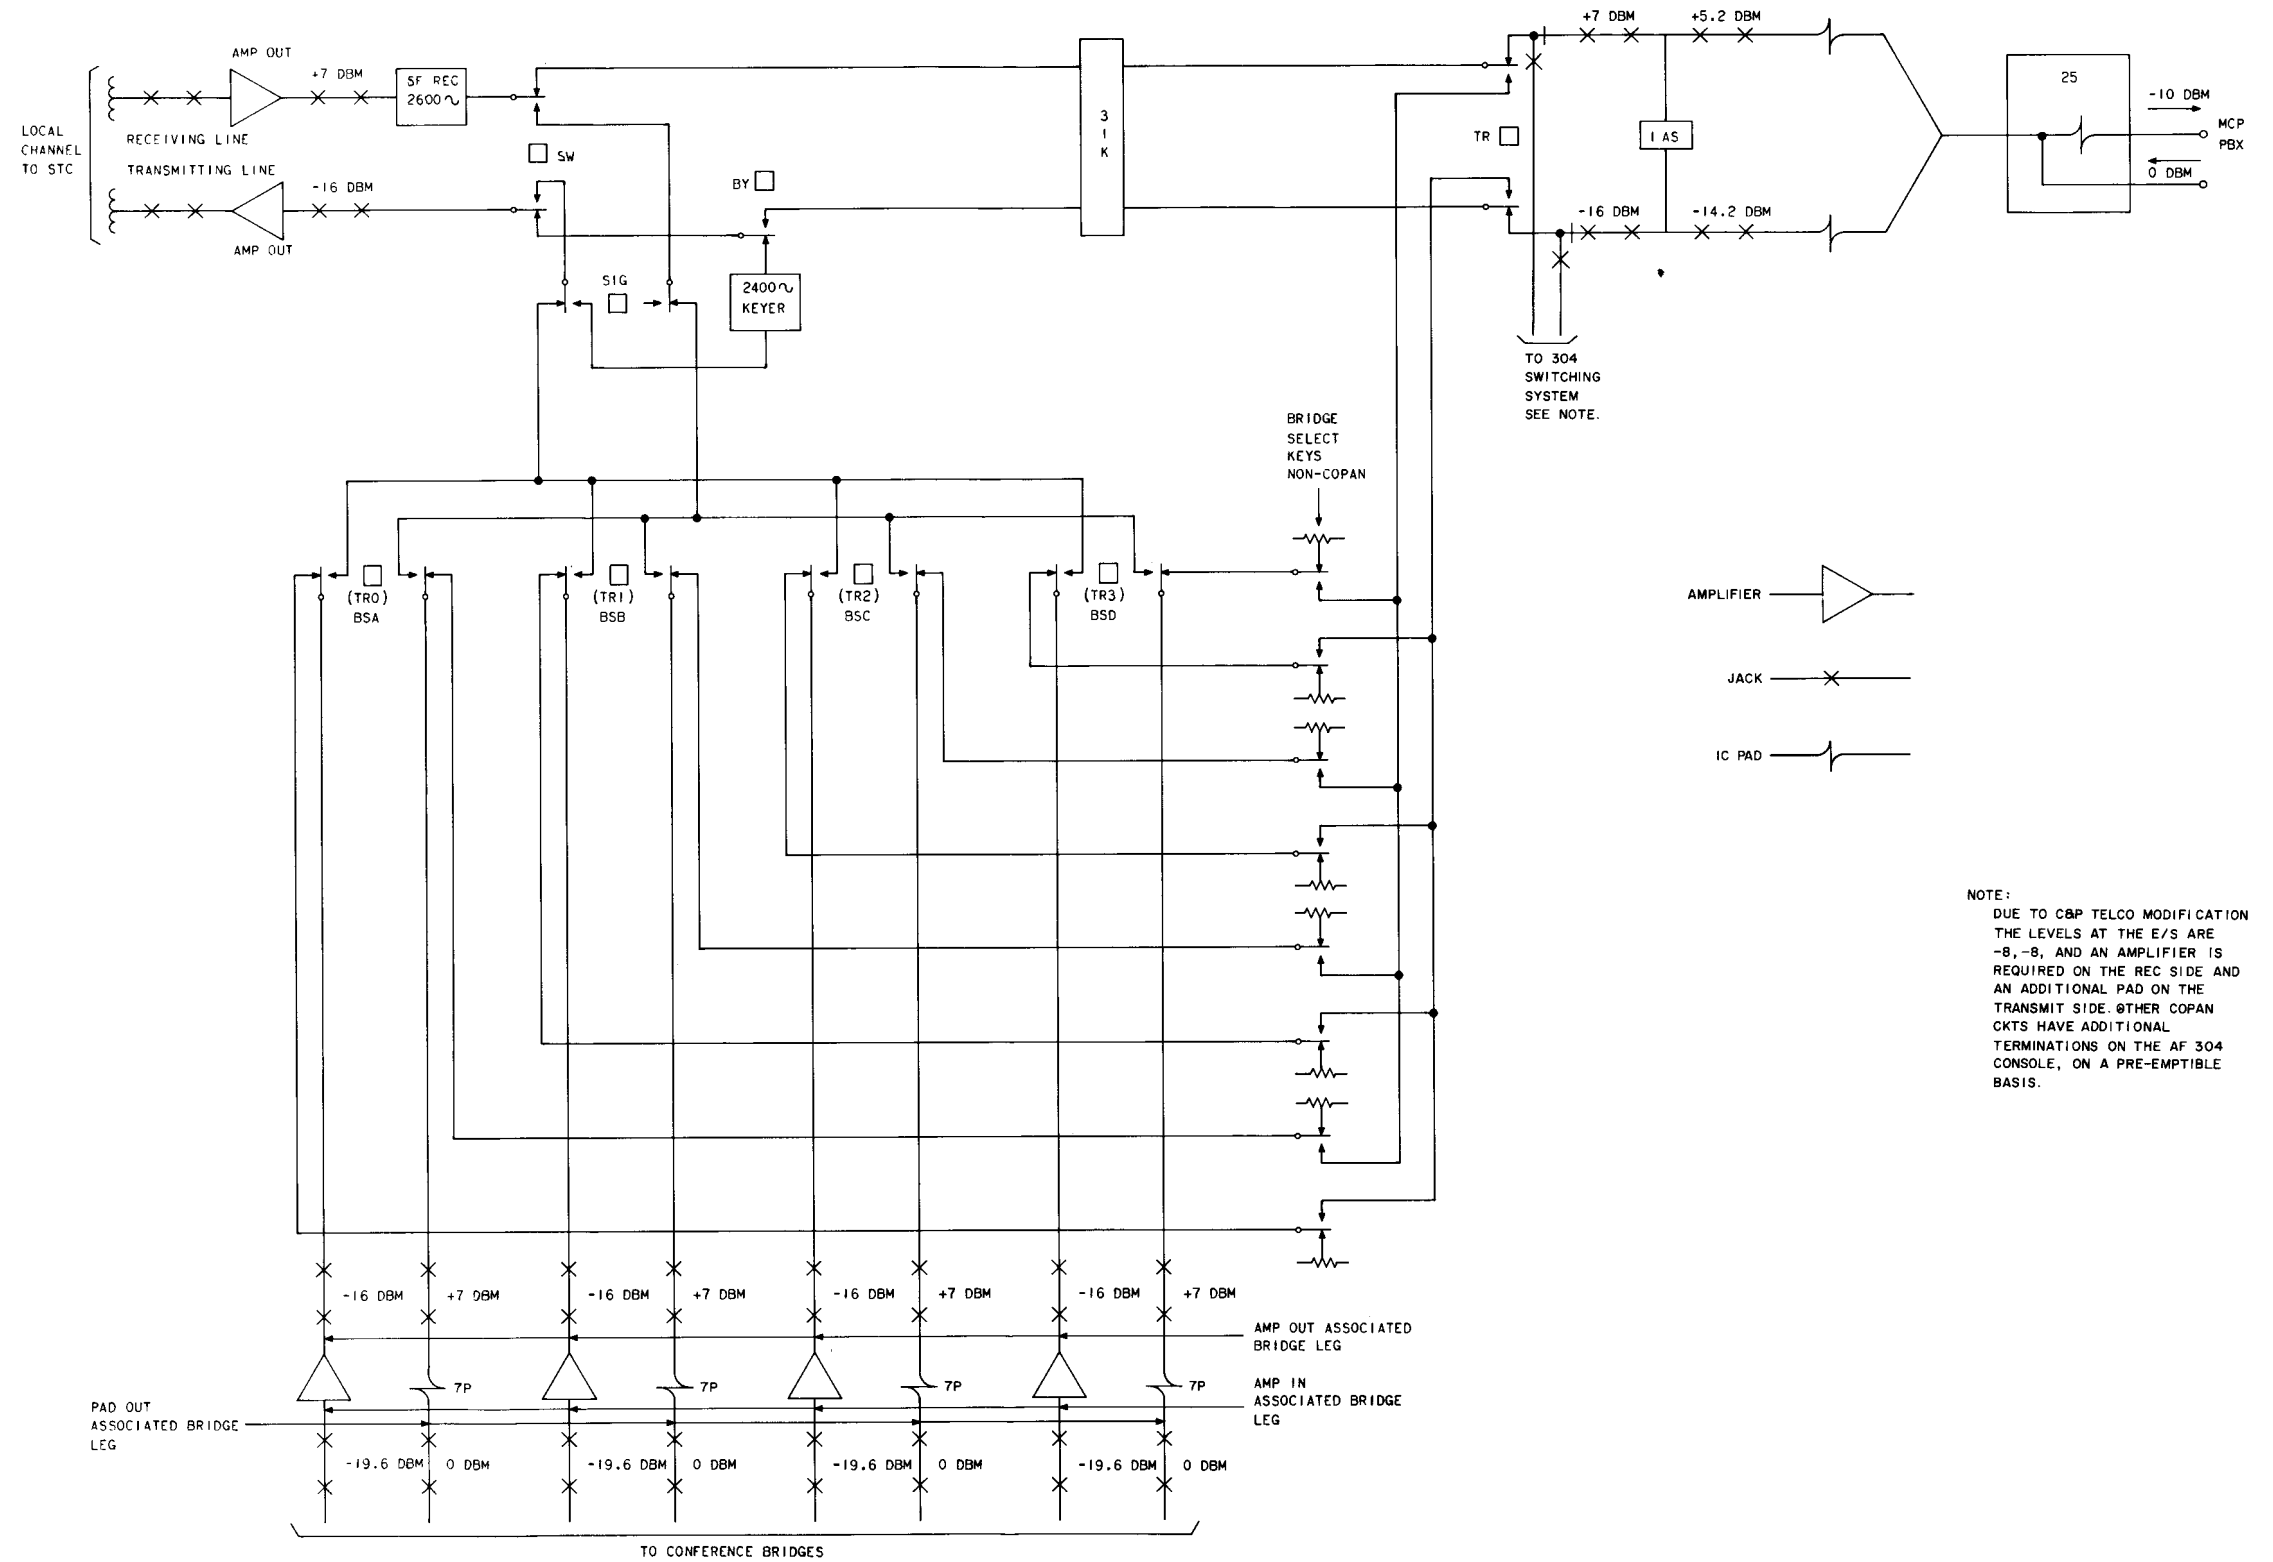 AMP OUT
+7 DBM
SF REC
2600~
LOCAL
CHANNEL
TO STC
RECEIVING LINE
TRANSMITTING LINE
-16 DBM
AMP OUT
SW
BY
SIG
2400~
KEYER
3
1
K
TR
+7 DBM
+5.2 DBM
1 AS
-16 DBM
-14.2 DBM
25
-10 DBM
MCP
PBX
0 DBM
TO 304
SWITCHING
SYSTEM
SEE NOTE.
BRIDGE
SELECT
KEYS
NON-COPAN
(TR0)
BSA
(TR1)
BSB
(TR2)
BSC
(TR3)
BSD
AMPLIFIER
JACK
IC PAD
NOTE:
DUE TO C&P TELCO MODIFICATION
THE LEVELS AT THE E/S ARE
-8,-8, AND AN AMPLIFIER IS
REQUIRED ON THE REC SIDE AND
AN ADDITIONAL PAD ON THE
TRANSMIT SIDE. OTHER COPAN
CKTS HAVE ADDITIONAL
TERMINATIONS ON THE AF 304
CONSOLE, ON A PRE-EMPTIBLE
BASIS.
-16 DBM +7 DBM -16 DBM +7 DBM -16 DBM +7 DBM -16 DBM +7 DBM
AMP OUT ASSOCIATED
BRIDGE LEG
7P 7P 7P 7P
AMP IN
ASSOCIATED BRIDGE
LEG
PAD OUT
ASSOCIATED BRIDGE
LEG
-19.6 DBM 0 DBM -19.6 DBM 0 DBM -19.6 DBM 0 DBM -19.6 DBM 0 DBM
TO CONFERENCE BRIDGES